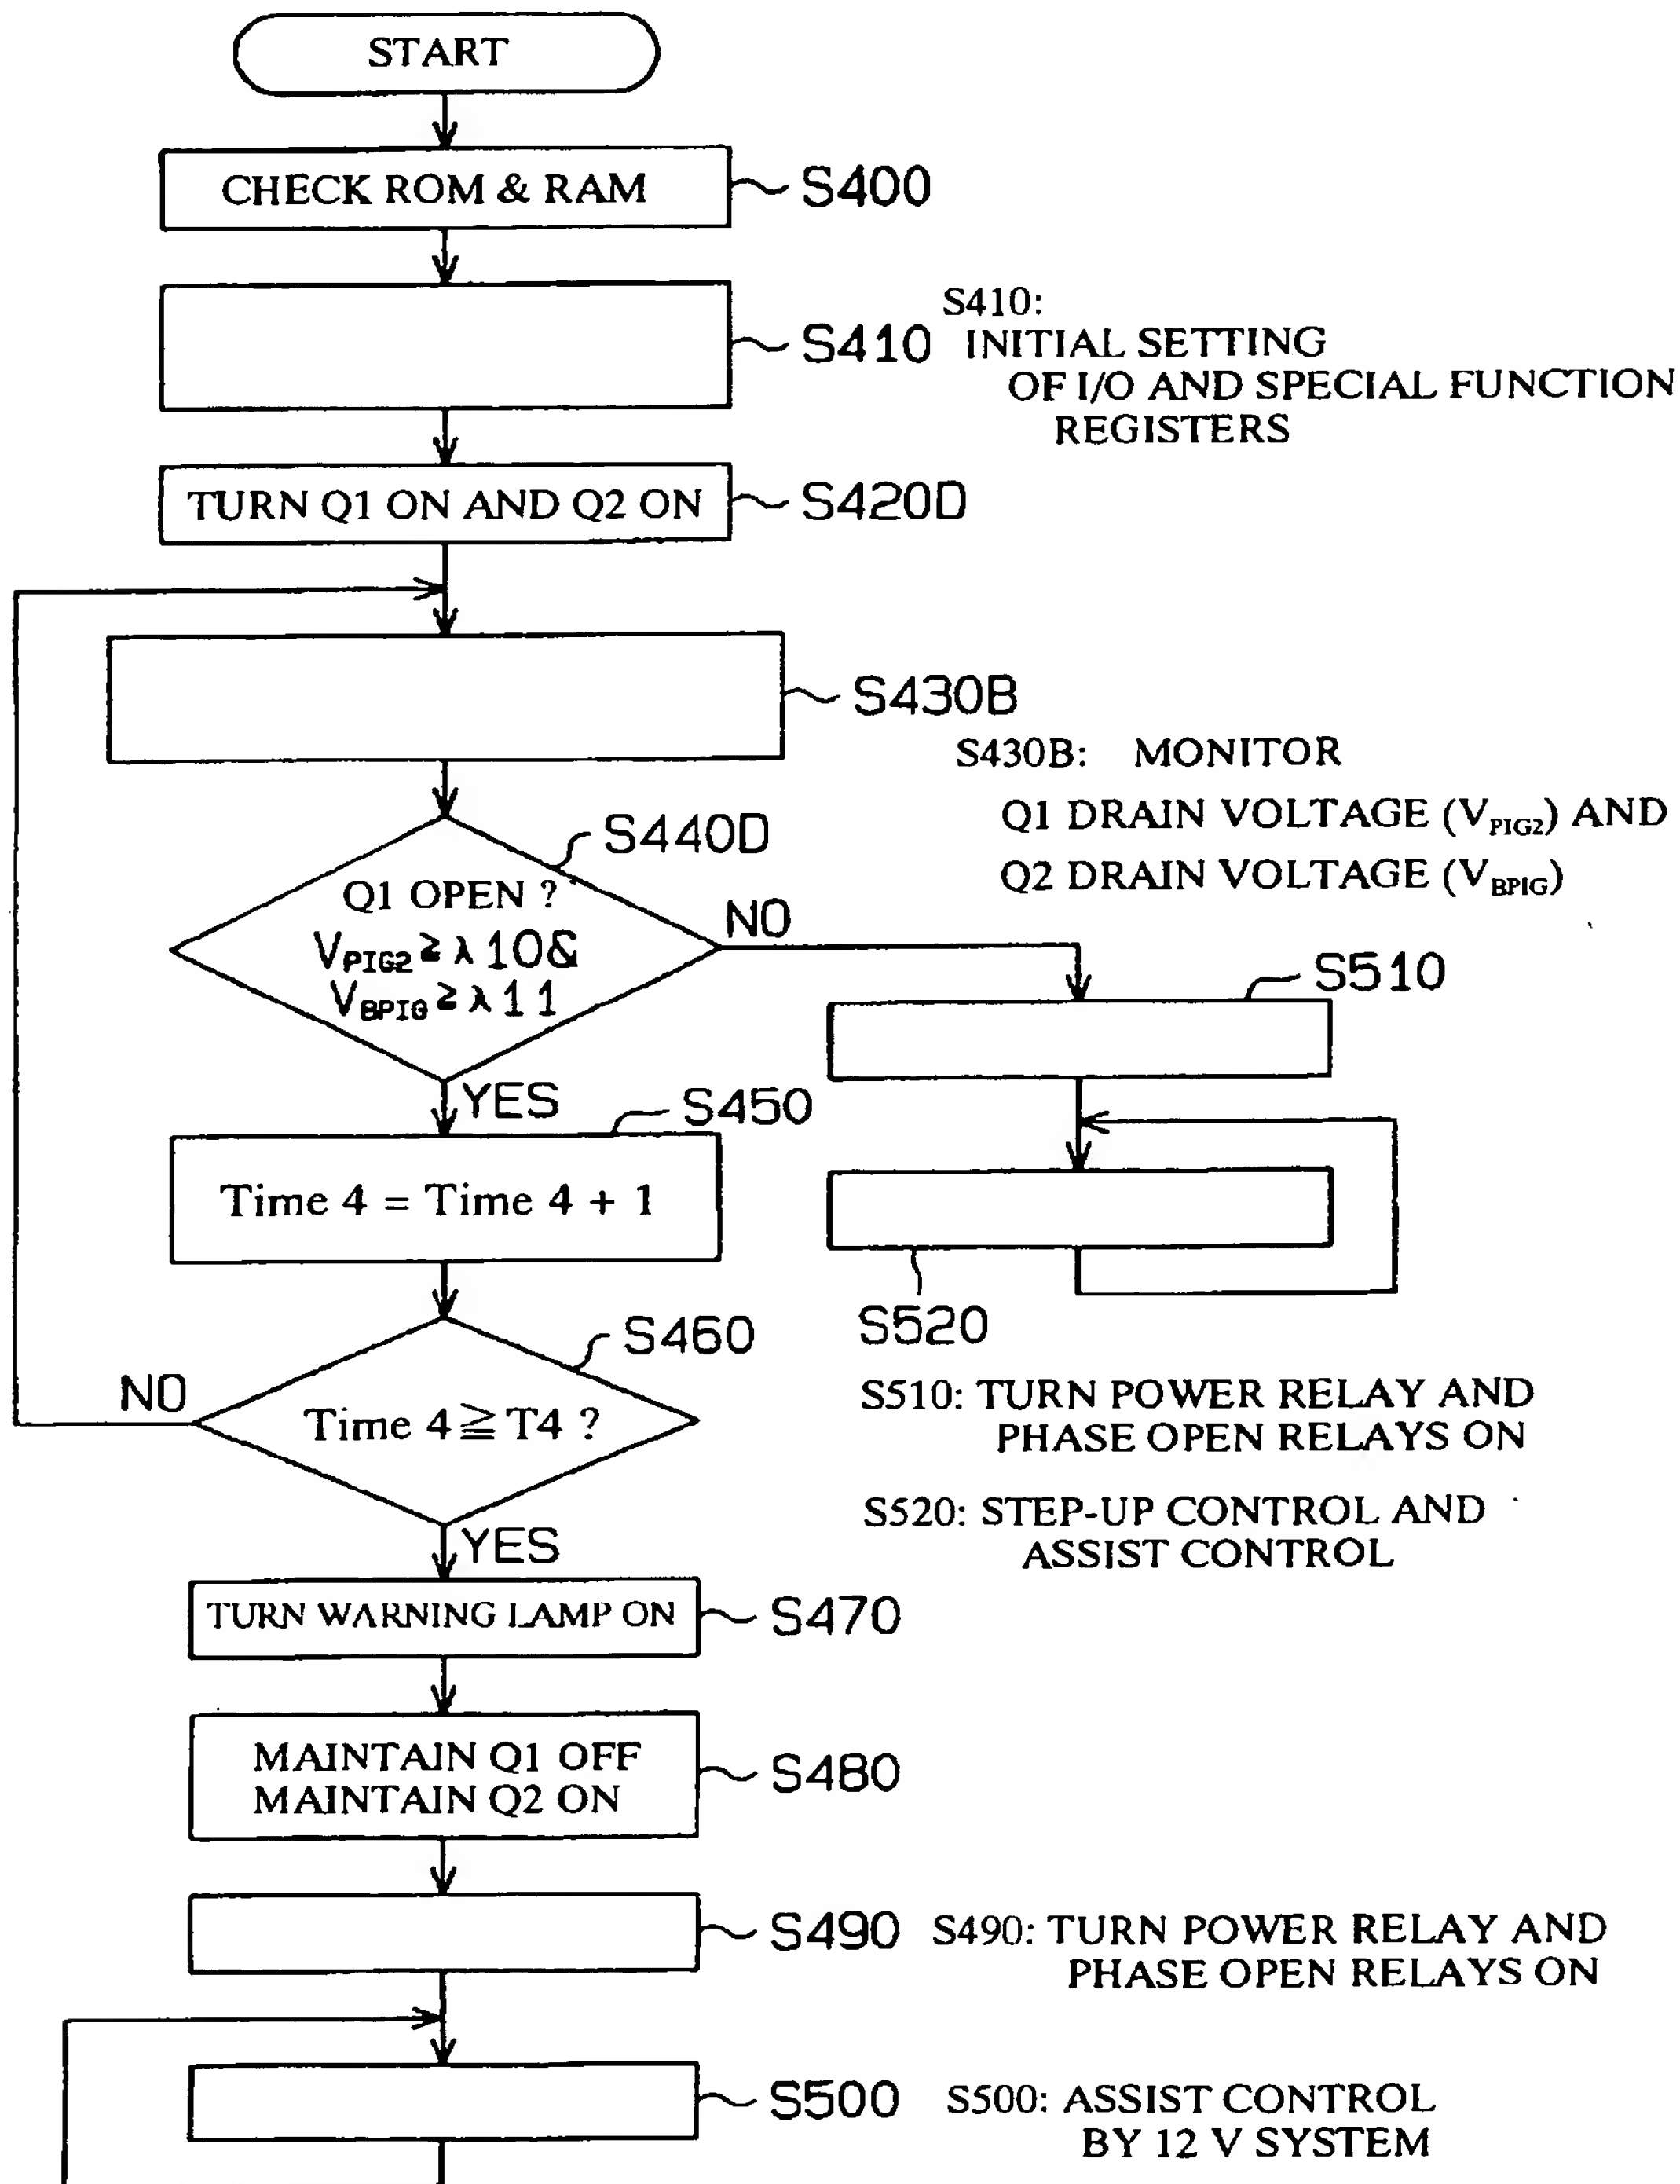 START
CHECK ROM & RAM
S400
S410
S410:
INITIAL SETTING
OF I/O AND SPECIAL FUNCTION
REGISTERS
TURN Q1 ON AND Q2 ON
S420D
S430B
S430B: MONITOR
Q1 DRAIN VOLTAGE (VPIG2) AND
Q2 DRAIN VOLTAGE (VBPIG)
S440D
Q1 OPEN ?
VPIG2 ≧ λ10&
VBPIG ≧ λ11
NO
YES
S510
S450
Time 4 = Time 4 + 1
S520
S460
NO
Time 4 ≧ T4 ?
S510: TURN POWER RELAY AND
PHASE OPEN RELAYS ON
S520: STEP-UP CONTROL AND
ASSIST CONTROL
YES
TURN WARNING LAMP ON
S470
MAINTAIN Q1 OFF
MAINTAIN Q2 ON
S480
S490
S490: TURN POWER RELAY AND
PHASE OPEN RELAYS ON
S500
S500: ASSIST CONTROL
BY 12 V SYSTEM